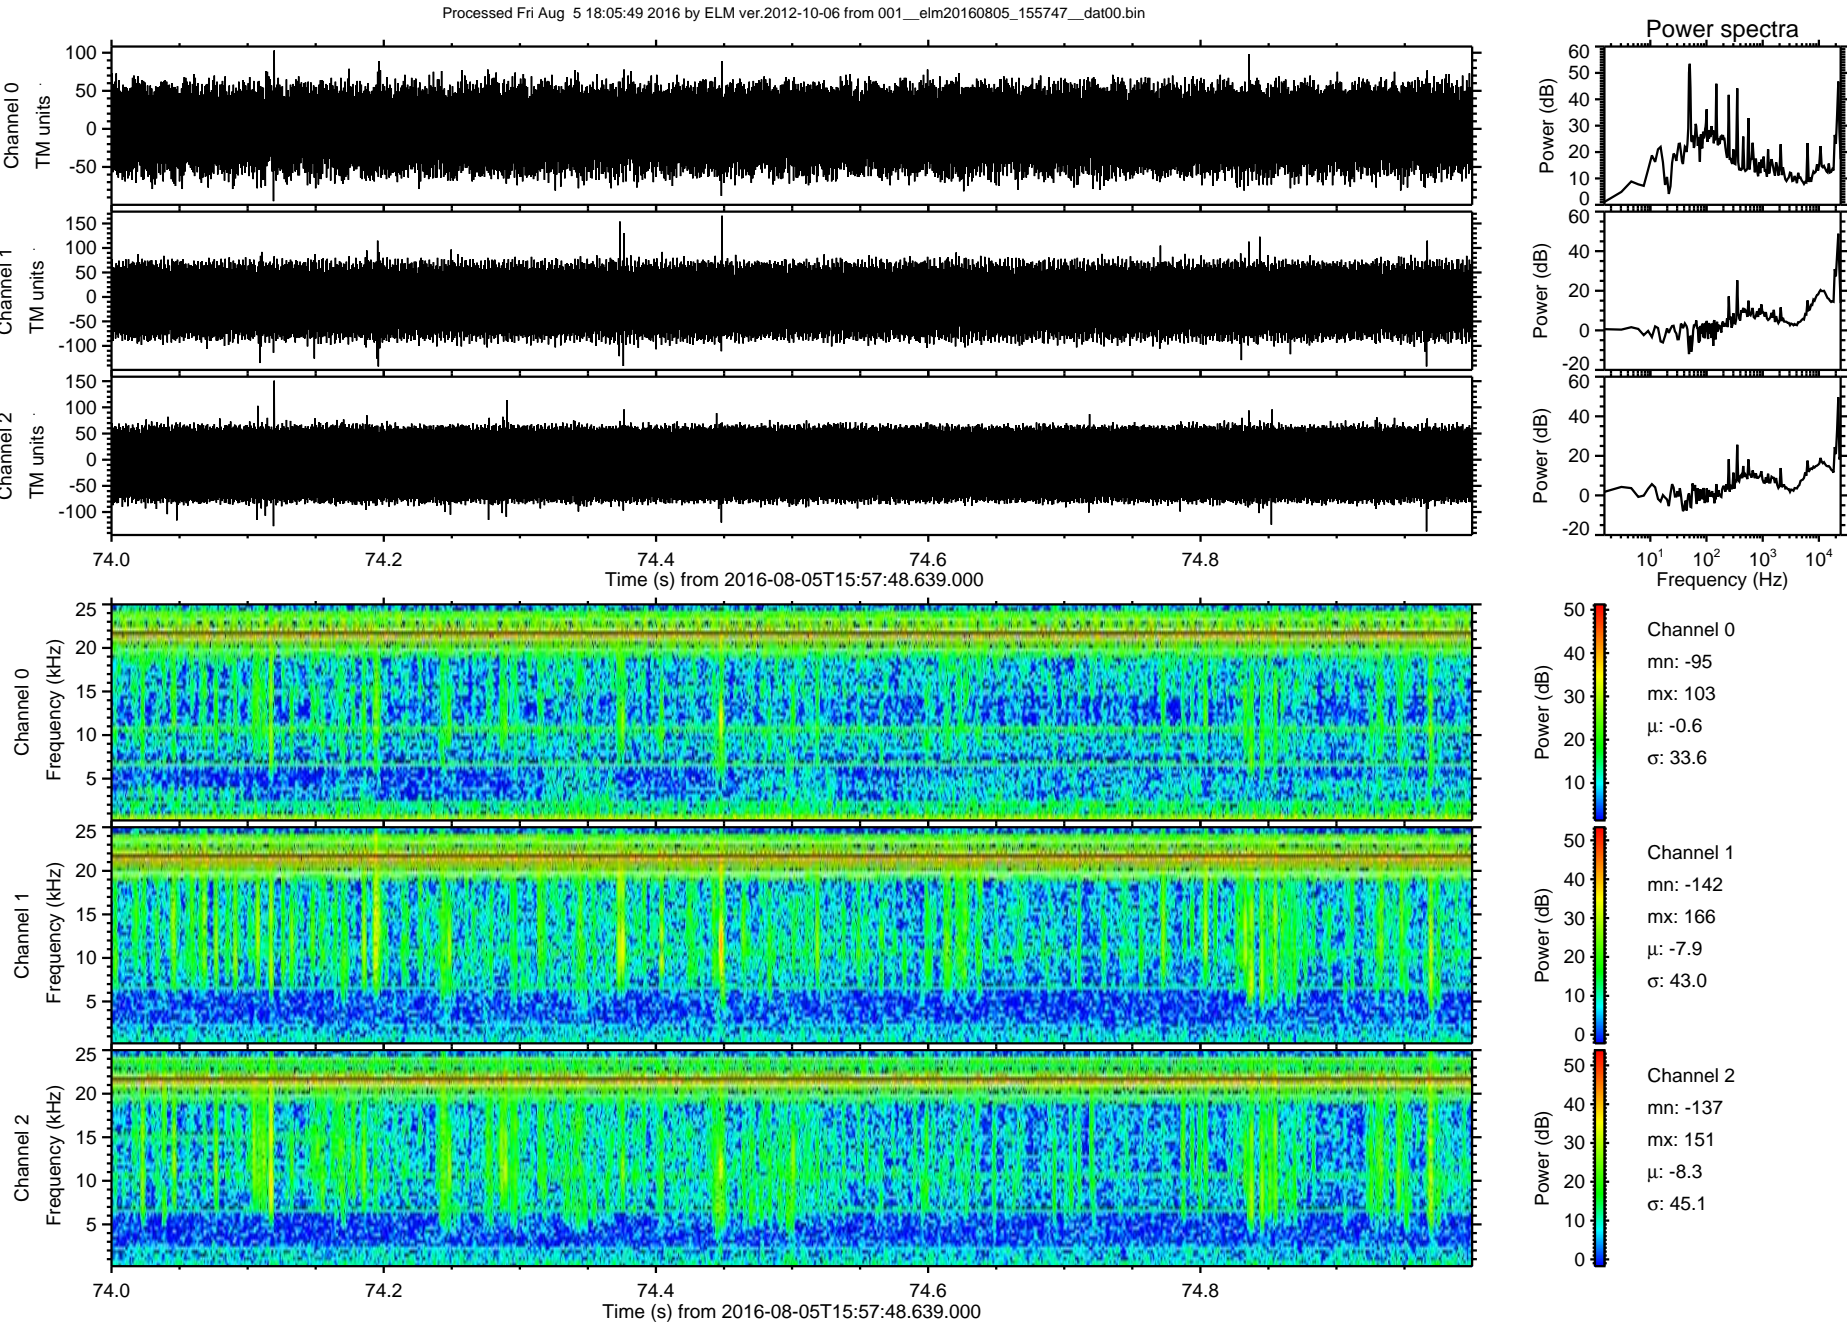 Processed Fri Aug  5 18:05:49 2016 by ELM ver.2012-10-06 from 001__elm20160805_155747__dat00.bin
Power spectra
Channel 0
TM units
100
50
0
-50
Power (dB)
60
50
40
30
20
10
0
Channel 1
TM units
150
100
50
0
-50
-100
Power (dB)
60
40
20
0
-20
Channel 2
TM units
150
100
50
0
-50
-100
Power (dB)
60
40
20
0
-20
74.0 74.2 74.4 74.6 74.8
Time (s) from 2016-08-05T15:57:48.639.000
10¹ 10² 10³ 10⁴
Frequency (Hz)
Channel 0
Frequency (kHz)
25
20
15
10
5
Power (dB)
50
40
30
20
10
Channel 0
mn: -95
mx: 103
μ: -0.6
σ: 33.6
Channel 1
Frequency (kHz)
25
20
15
10
5
Power (dB)
50
40
30
20
10
0
Channel 1
mn: -142
mx: 166
μ: -7.9
σ: 43.0
Channel 2
Frequency (kHz)
25
20
15
10
5
Power (dB)
50
40
30
20
10
0
Channel 2
mn: -137
mx: 151
μ: -8.3
σ: 45.1
74.0 74.2 74.4 74.6 74.8
Time (s) from 2016-08-05T15:57:48.639.000